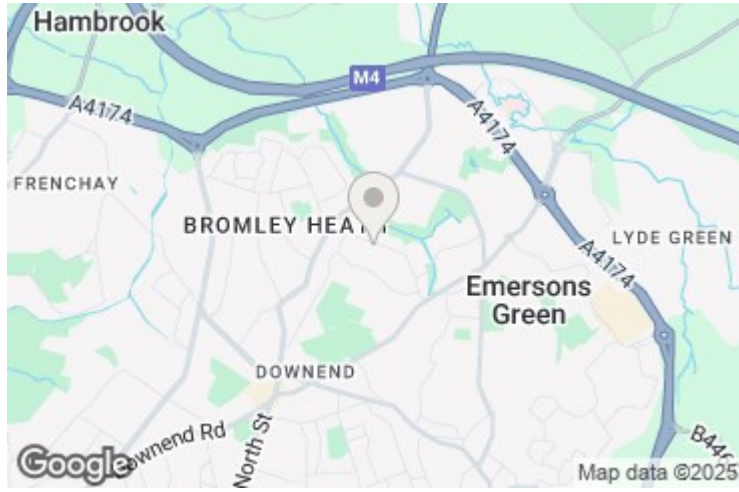 Hambrook
M4
A4174
A4174
FRENCHAY
BROMLEY HEATH
LYDE GREEN
A4174
Emersons
Green
DOWNEND
Downend Rd
North St
Google
Map data ©2025